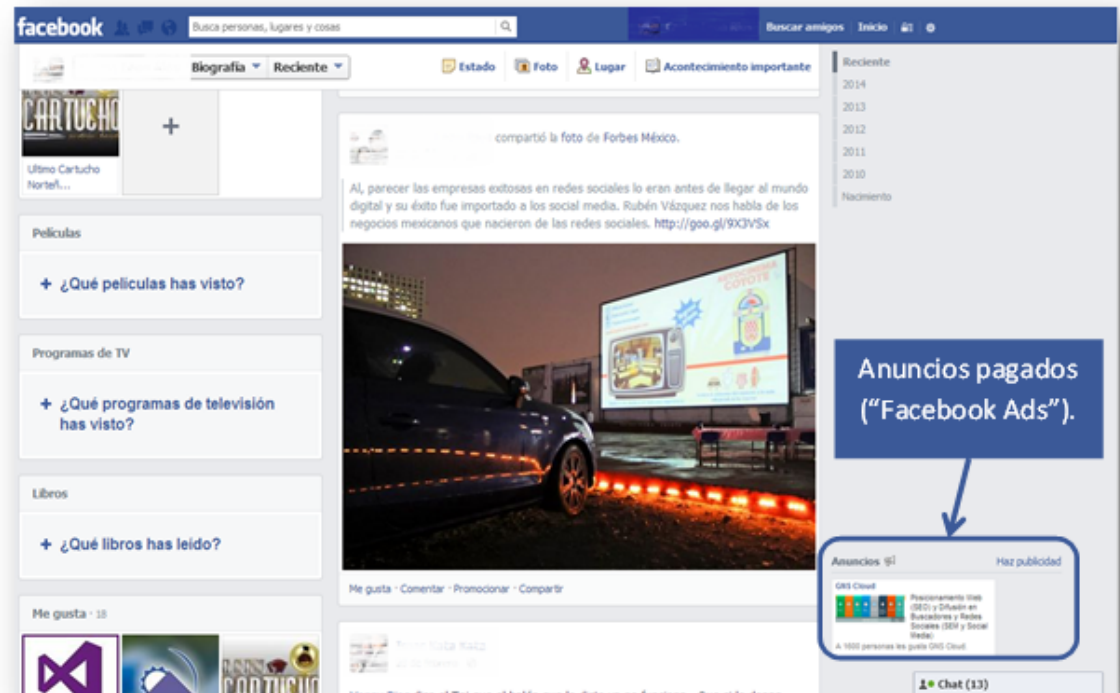 facebook
Busca personas, lugares y cosas
Buscar amigos Inicio
Biografía Reciente
Estado Foto Lugar Acontecimiento importante
Reciente
2014
2013
2012
2011
2010
Nacimiento
CARTUCHO
+
Ultimo Cartucho
Norteñ...
Películas
+ ¿Qué películas has visto?
Programas de TV
+ ¿Qué programas de televisión
has visto?
Libros
+ ¿Qué libros has leído?
Me gusta · 18
CARTUCHO
compartió la foto de Forbes México.
Al, parecer las empresas exitosas en redes sociales lo eran antes de llegar al mundo
digital y su éxito fue importado a los social media. Rubén Vázquez nos habla de los
negocios mexicanos que nacieron de las redes sociales. http://goo.gl/9X3VSx
AUTOCINEMA
COYOTE
Me gusta · Comentar · Promocionar · Compartir
Anuncios pagados
(“Facebook Ads”).
Anuncios
Haz publicidad
GNS Cloud
Posicionamiento Web
(SEO) y Difusión en
Buscadores y Redes
Sociales (SEM y Social
Media)
A 1600 personas les gusta GNS Cloud.
Chat (13)